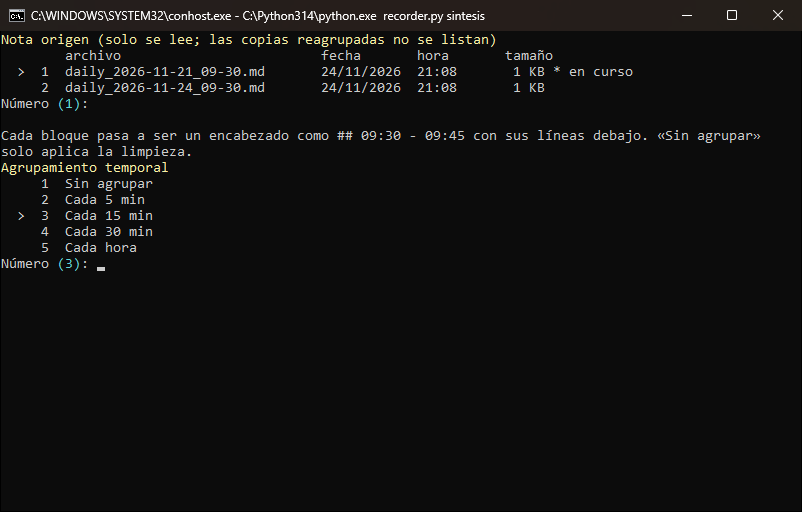 C:\WINDOWS\SYSTEM32\conhost.exe - C:\Python314\python.exe  recorder.py sintesis
Nota origen (solo se lee; las copias reagrupadas no se listan)
        archivo                         fecha       hora       tamaño
  >  1  daily_2026-11-21_09-30.md       24/11/2026  21:08       1 KB * en curso
     2  daily_2026-11-24_09-30.md       24/11/2026  21:08       1 KB
Número (1):
Cada bloque pasa a ser un encabezado como ## 09:30 - 09:45 con sus líneas debajo. «Sin agrupar»
solo aplica la limpieza.
Agrupamiento temporal
     1  Sin agrupar
     2  Cada 5 min
  >  3  Cada 15 min
     4  Cada 30 min
     5  Cada hora
Número (3):